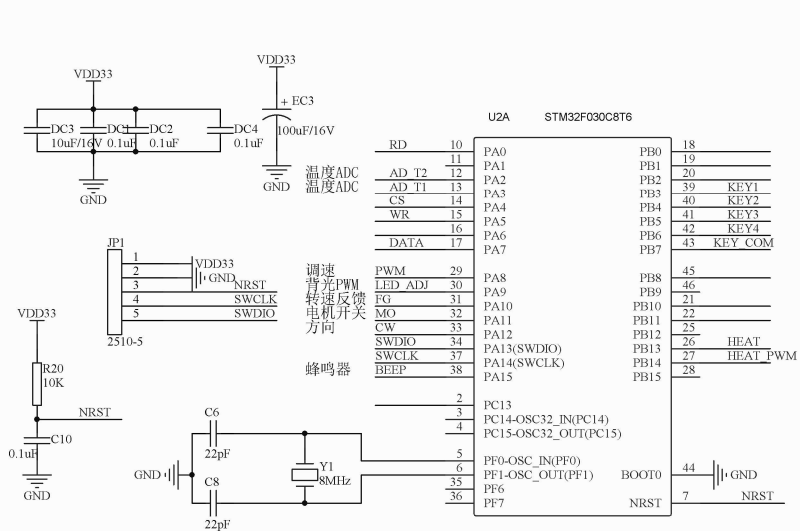 VDD33
DC3
10uF/16V
DC1
0.1uF
DC2
0.1uF
DC4
0.1uF
GND
VDD33
+ EC3
100uF/16V
GND
JP1
1
2
3
4
5
VDD33
GND
NRST
SWCLK
SWDIO
2510-5
VDD33
R20
10K
NRST
C10
0.1uF
GND
C6
22pF
GND
Y1
8MHz
C8
22pF
U2A STM32F030C8T6
RD 10 PA0
11 PA1
温度ADC AD_T2 12 PA2
温度ADC AD_T1 13 PA3
CS 14 PA4
WR 15 PA5
16 PA6
DATA 17 PA7
调速 PWM 29 PA8
背光PWM LED_ADJ 30 PA9
转速反馈 FG 31 PA10
电机开关 MO 32 PA11
方向 CW 33 PA12
SWDIO 34 PA13(SWDIO)
SWCLK 37 PA14(SWCLK)
蜂鸣器 BEEP 38 PA15
2 PC13
3 PC14-OSC32_IN(PC14)
4 PC15-OSC32_OUT(PC15)
5 PF0-OSC_IN(PF0)
6 PF1-OSC_OUT(PF1)
35 PF6
36 PF7
PB0 18
PB1 19
PB2 20
PB3 39 KEY1
PB4 40 KEY2
PB5 41 KEY3
PB6 42 KEY4
PB7 43 KEY_COM
PB8 45
PB9 46
PB10 21
PB11 22
PB12 25
PB13 26 HEAT
PB14 27 HEAT_PWM
PB15 28
BOOT0 44 GND
NRST 7 NRST